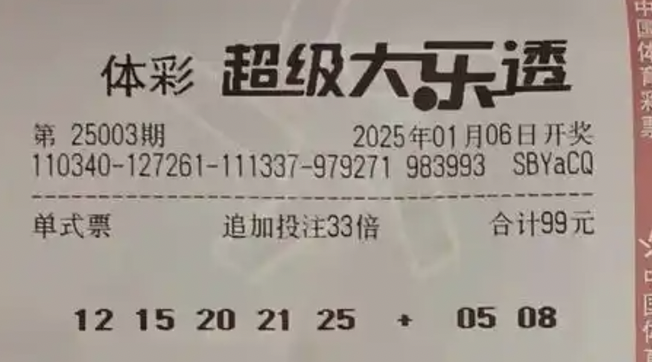 体彩 超级大乐透
第 25003期 2025年01月06日开奖
110340-127261-111337-979271 983993 SBYaCQ
单式票 追加投注33倍 合计99元
12 15 20 21 25 + 05 08
中国体育彩票
中国体